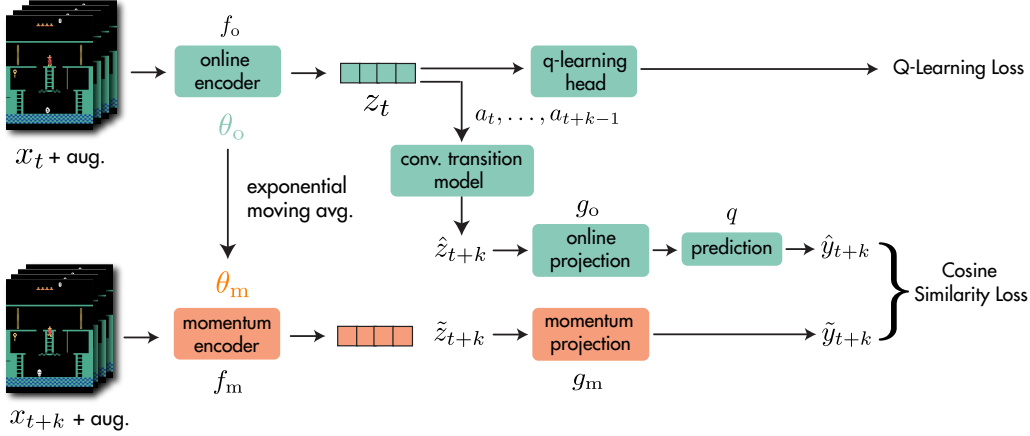 f_o
online
encoder
z_t
q-learning
head
Q-Learning Loss
θ_o
x_t + aug.
a_t, . . . , a_{t+k−1}
conv. transition
model
exponential
moving avg.
g_o
q
ẑ_{t+k}
online
projection
prediction
ŷ_{t+k}
Cosine
Similarity Loss
θ_m
momentum
encoder
z̃_{t+k}
momentum
projection
ỹ_{t+k}
f_m
g_m
x_{t+k} + aug.